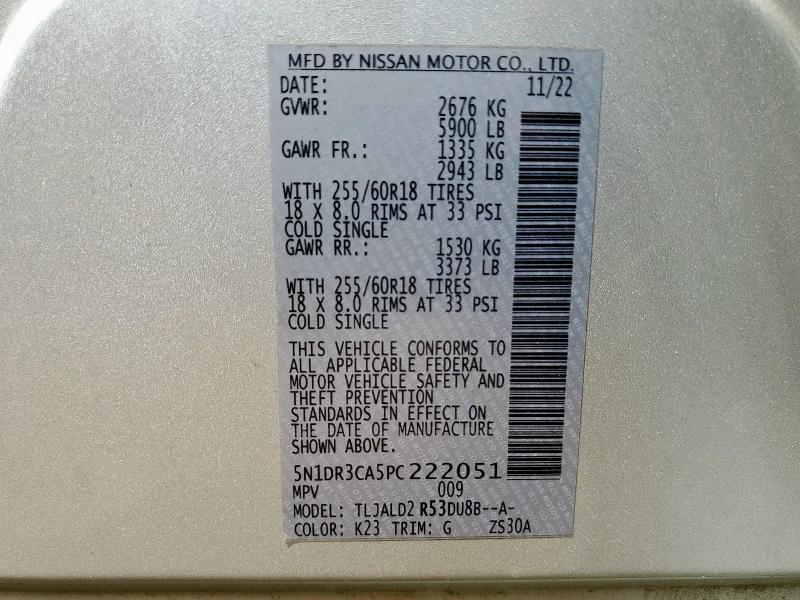 MFD BY NISSAN MOTOR CO., LTD.
DATE: 11/22
GVWR: 2676 KG
5900 LB
GAWR FR.: 1335 KG
2943 LB
WITH 255/60R18 TIRES
18 X 8.0 RIMS AT 33 PSI
COLD SINGLE
GAWR RR.: 1530 KG
3373 LB
WITH 255/60R18 TIRES
18 X 8.0 RIMS AT 33 PSI
COLD SINGLE
THIS VEHICLE CONFORMS TO
ALL APPLICABLE FEDERAL
MOTOR VEHICLE SAFETY AND
THEFT PREVENTION
STANDARDS IN EFFECT ON
THE DATE OF MANUFACTURE
SHOWN ABOVE.
5N1DR3CA5PC222051
MPV 009
MODEL: TLJALD2 R53DU8B--A-
COLOR: K23 TRIM: G ZS30A